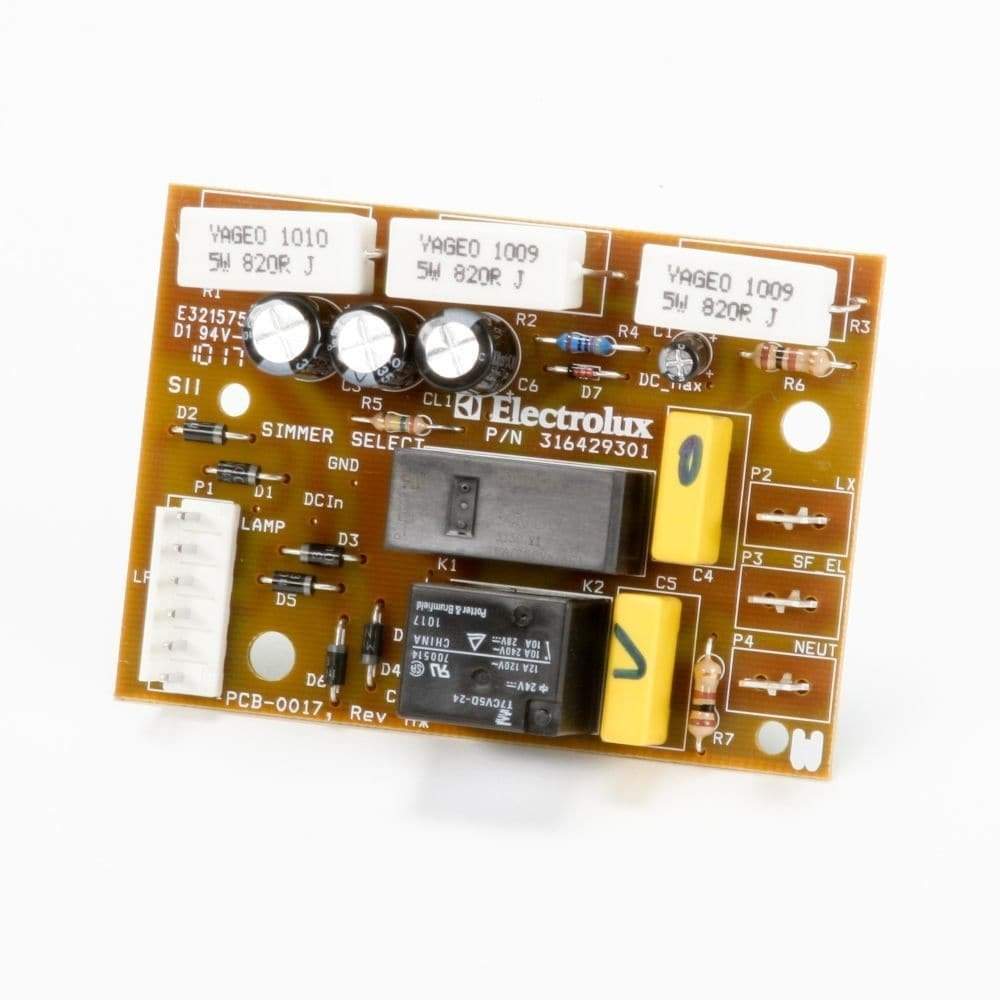 YAGEO 1010
5W 820R J
YAGEO 1009
5W 820R J
YAGEO 1009
5W 820R J
R1
R2
R3
E321575
D1 94V-
1017
SII
C3
CL1
C6
R4
D7
C1
DC_Max
R6
R5
Electrolux
P/N 316429301
SIMMER SELECT
D2
D1
GND
DCIn
P1
LAMP
D3
D5
D6
D4
K1
K2
C5
C4
P2
LX
P3
SF EL
P4
NEUT
R7
Potter & Brumfield
1017
CHINA
700514
10A 28V
10A 240V~
12A 120V~
24V
T7CV5D-24
PCB-0017, Rev